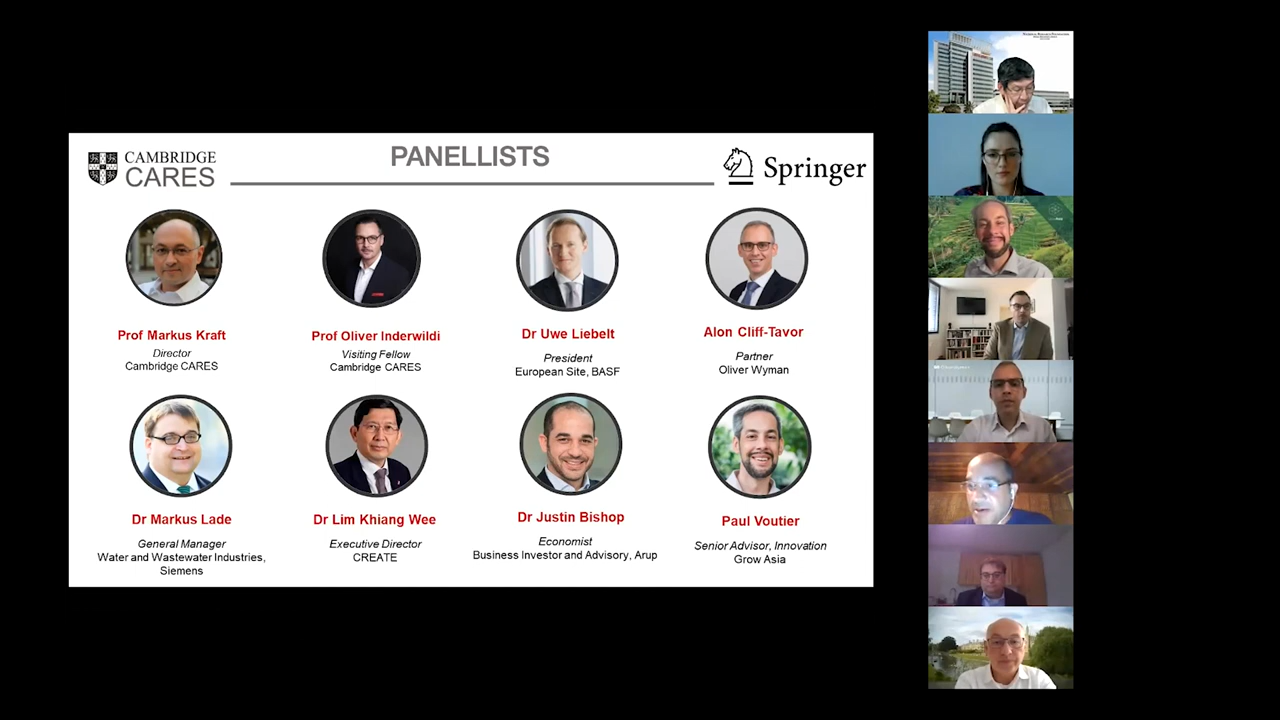 CAMBRIDGE
CARES
PANELLISTS
Springer
Prof Markus Kraft
Director
Cambridge CARES
Prof Oliver Inderwildi
Visiting Fellow
Cambridge CARES
Dr Uwe Liebelt
President
European Site, BASF
Alon Cliff-Tavor
Partner
Oliver Wyman
Dr Markus Lade
General Manager
Water and Wastewater Industries,
Siemens
Dr Lim Khiang Wee
Executive Director
CREATE
Dr Justin Bishop
Economist
Business Investor and Advisory, Arup
Paul Voutier
Senior Advisor, Innovation
Grow Asia